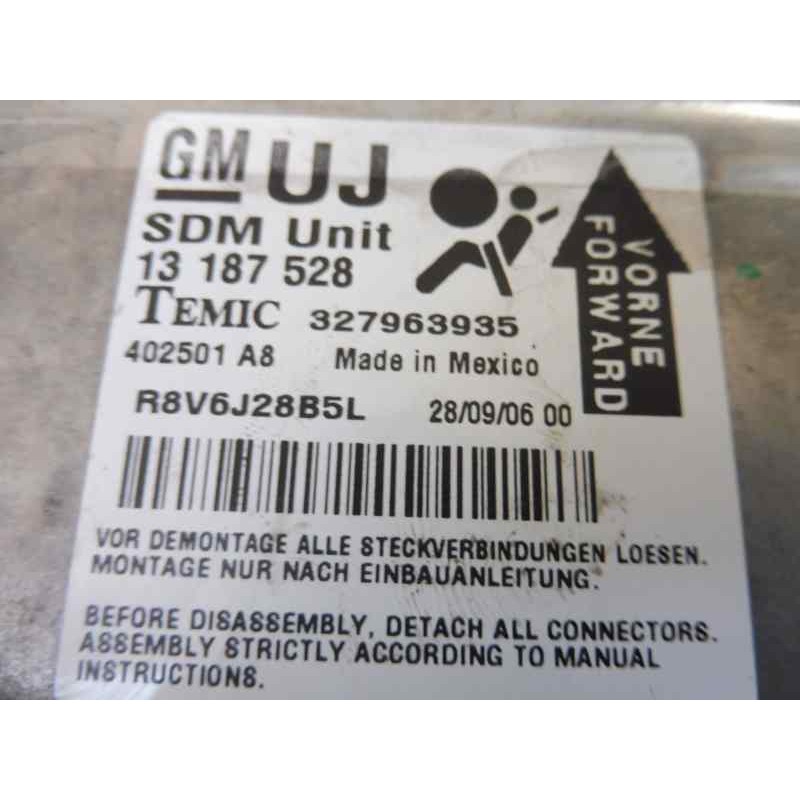 GM UJ
SDM Unit
13 187 528
TEMIC 327963935
402501 A8 Made in Mexico
R8V6J28B5L 28/09/06 00
VORNE
FORWARD
VOR DEMONTAGE ALLE STECKVERBINDUNGEN LOESEN.
MONTAGE NUR NACH EINBAUANLEITUNG.
BEFORE DISASSEMBLY, DETACH ALL CONNECTORS.
ASSEMBLY STRICTLY ACCORDING TO MANUAL
INSTRUCTIONS.